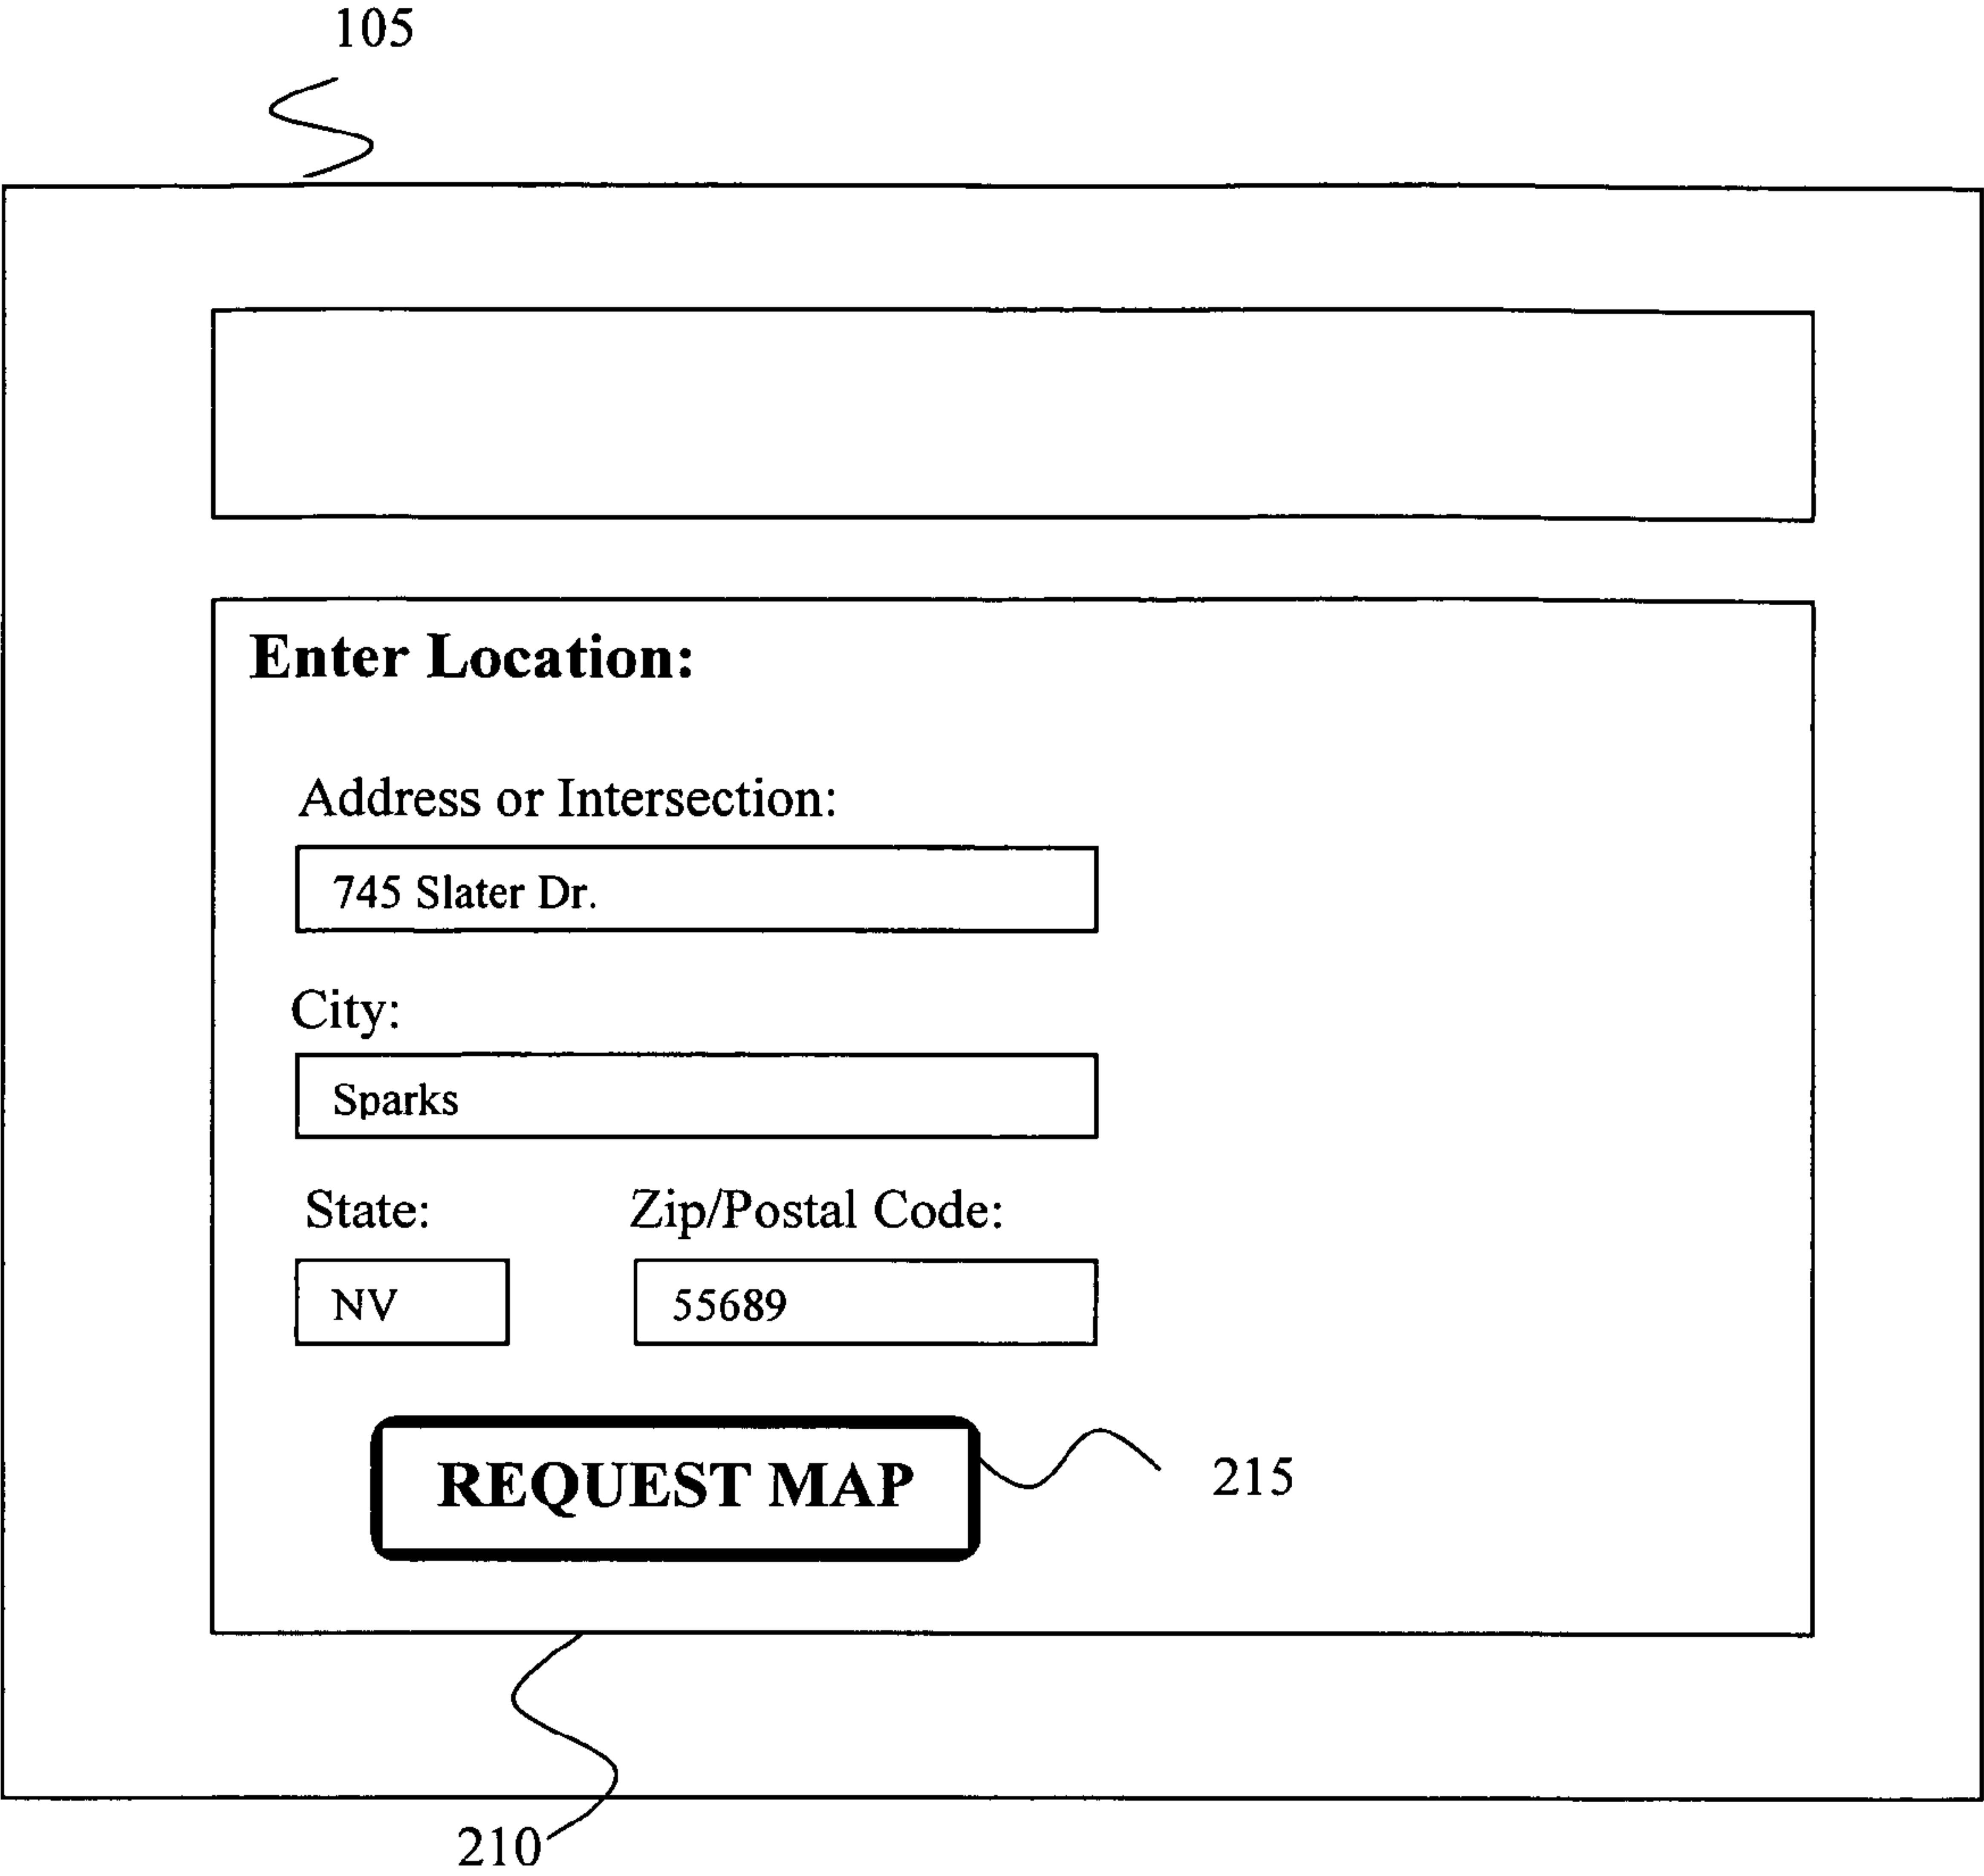 105
Enter Location:
Address or Intersection:
745 Slater Dr.
City:
Sparks
State: Zip/Postal Code:
NV 55689
REQUEST MAP 215
210